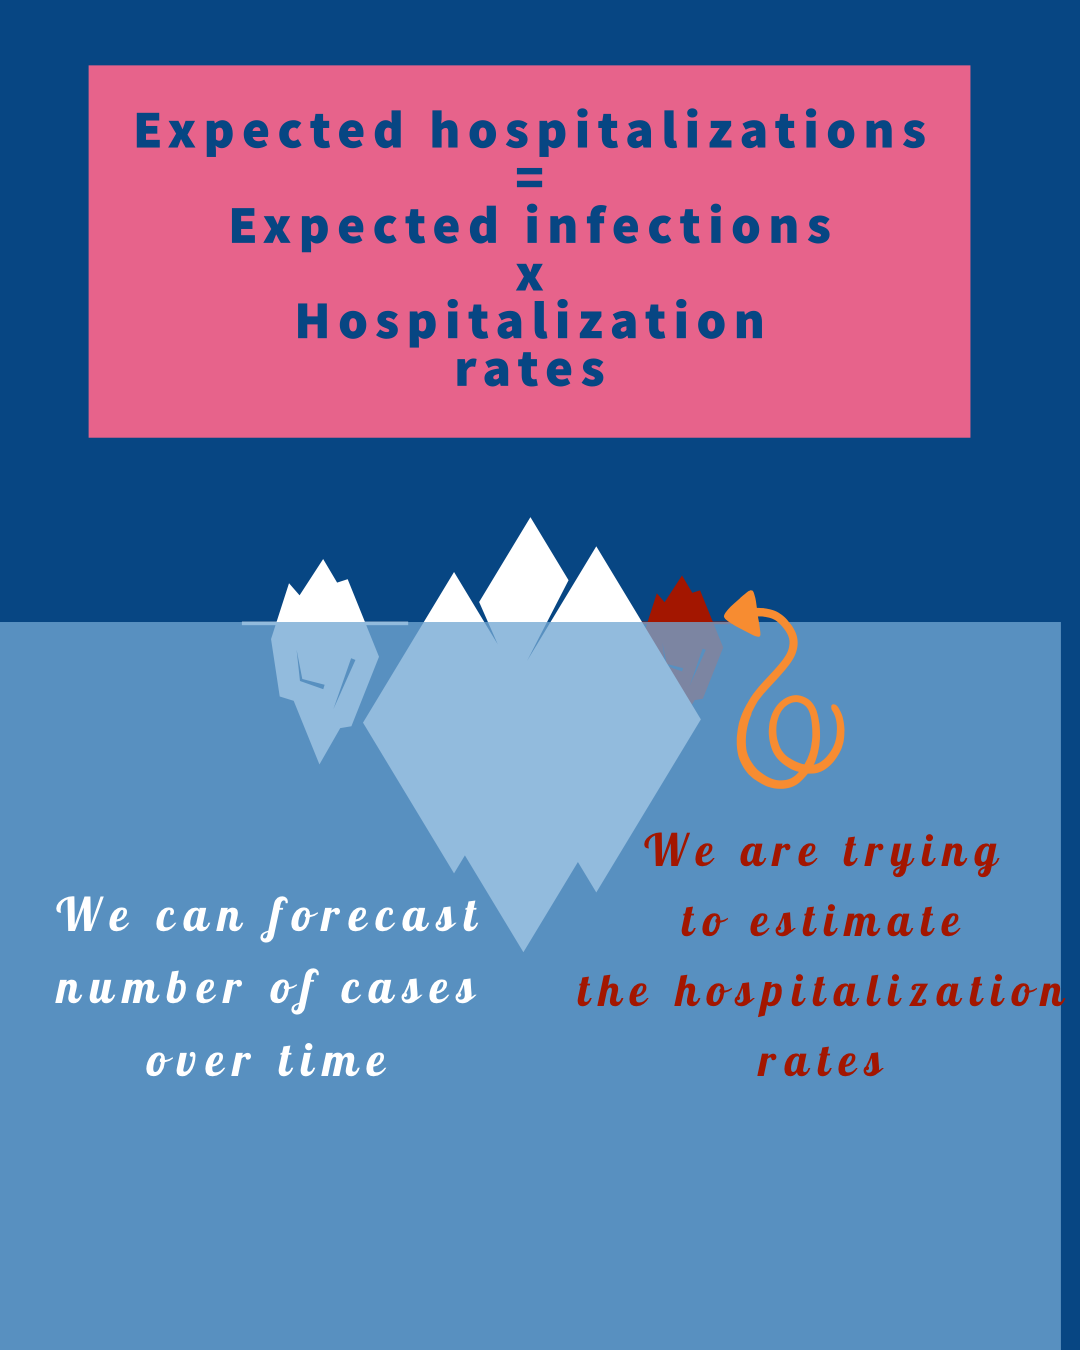 Expected hospitalizations
=
Expected infections
x
Hospitalization
rates
We can forecast
number of cases
over time
We are trying
to estimate
the hospitalization
rates